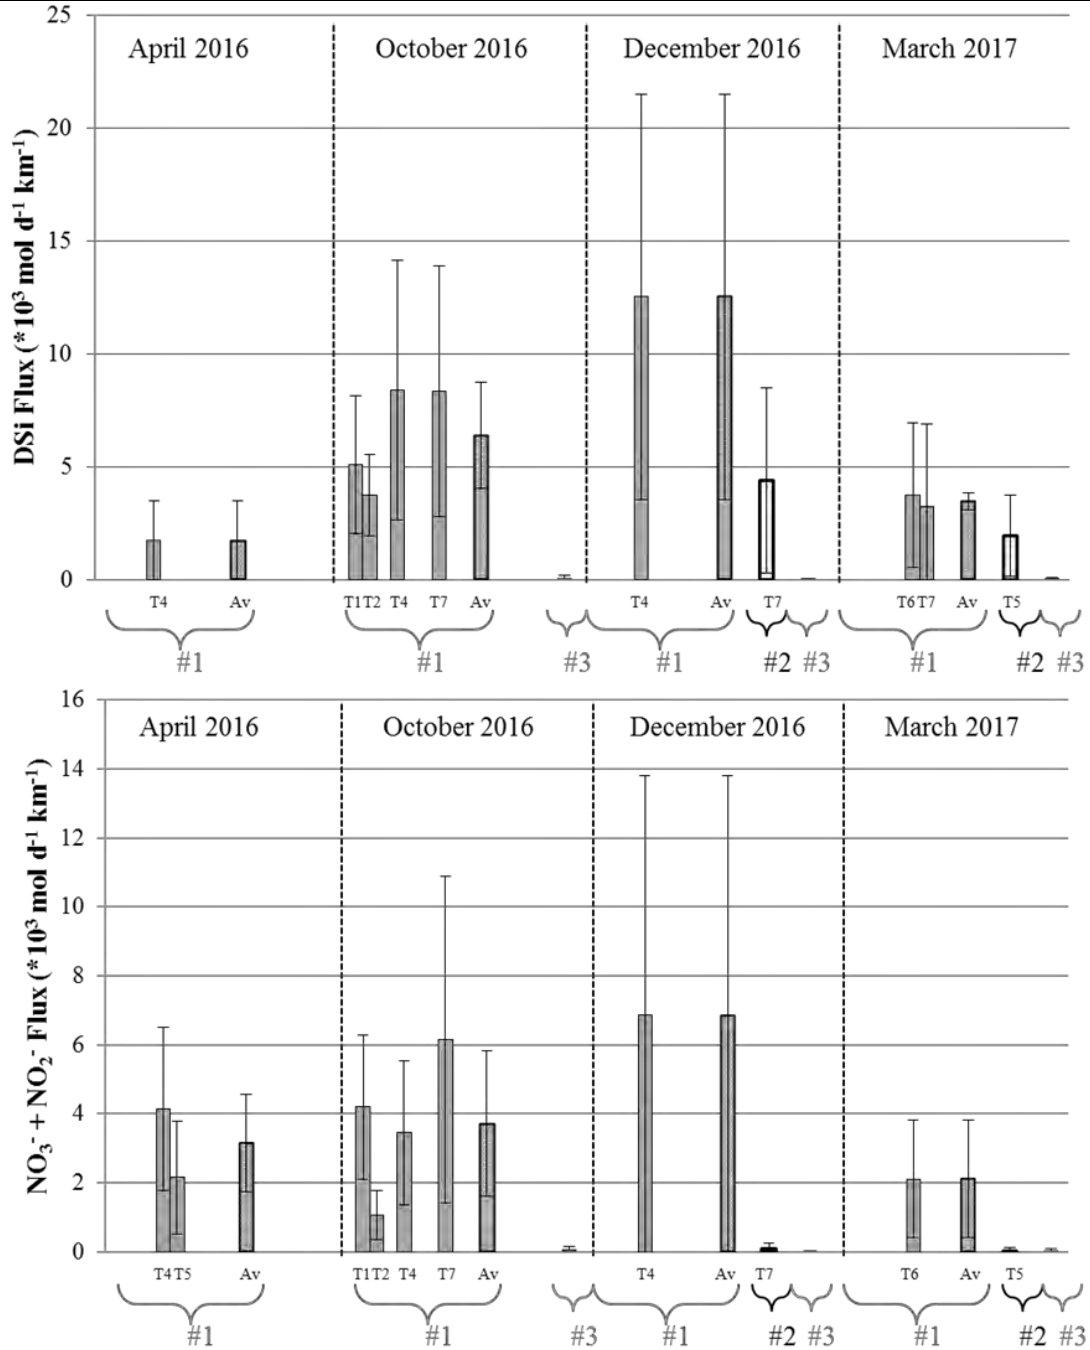 25
April 2016 October 2016 December 2016 March 2017
20
15
10
5
0
DSi Flux (*10³ mol d⁻¹ km⁻¹)
T4 Av T1 T2 T4 T7 Av T4 Av T7 T6 T7 Av T5
#1 #1 #3 #1 #2 #3 #1 #2 #3
16
April 2016 October 2016 December 2016 March 2017
14
12
10
8
6
4
2
0
NO₃⁻ + NO₂⁻ Flux (*10³ mol d⁻¹ km⁻¹)
T4 T5 Av T1 T2 T4 T7 Av T4 Av T7 T6 Av T5
#1 #1 #3 #1 #2 #3 #1 #2 #3